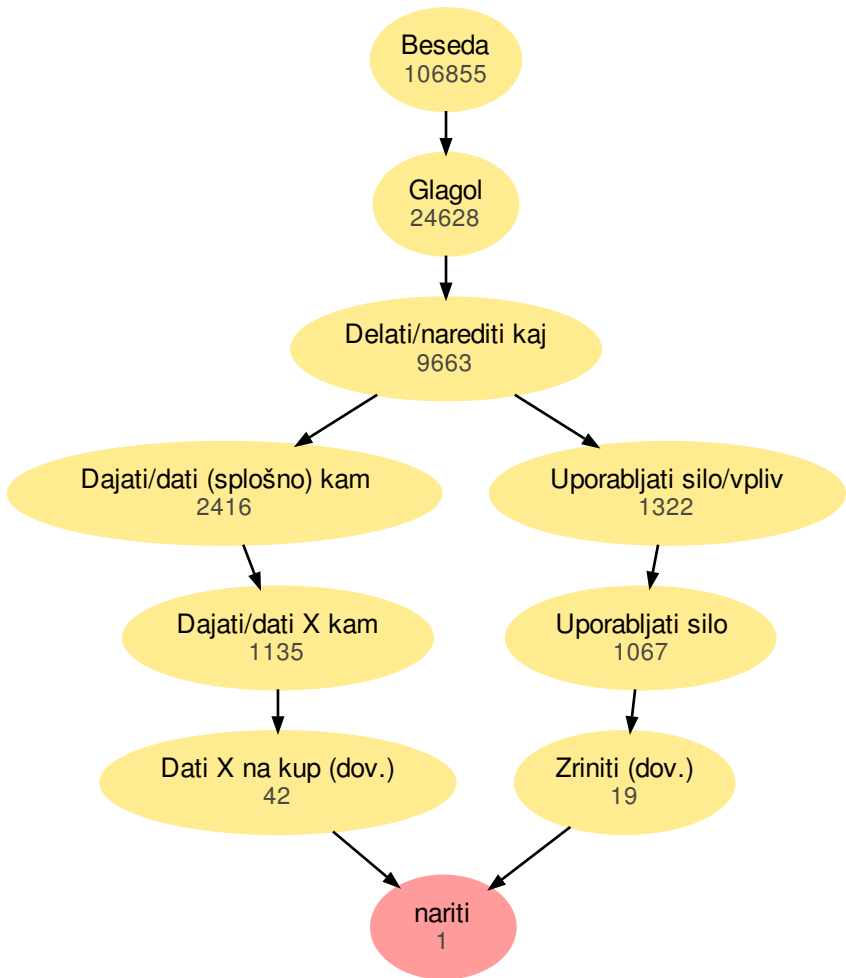 Beseda
106855
Glagol
24628
Delati/narediti kaj
9663
Dajati/dati (splošno) kam
2416
Uporabljati silo/vpliv
1322
Dajati/dati X kam
1135
Uporabljati silo
1067
Dati X na kup (dov.)
42
Zriniti (dov.)
19
nariti
1